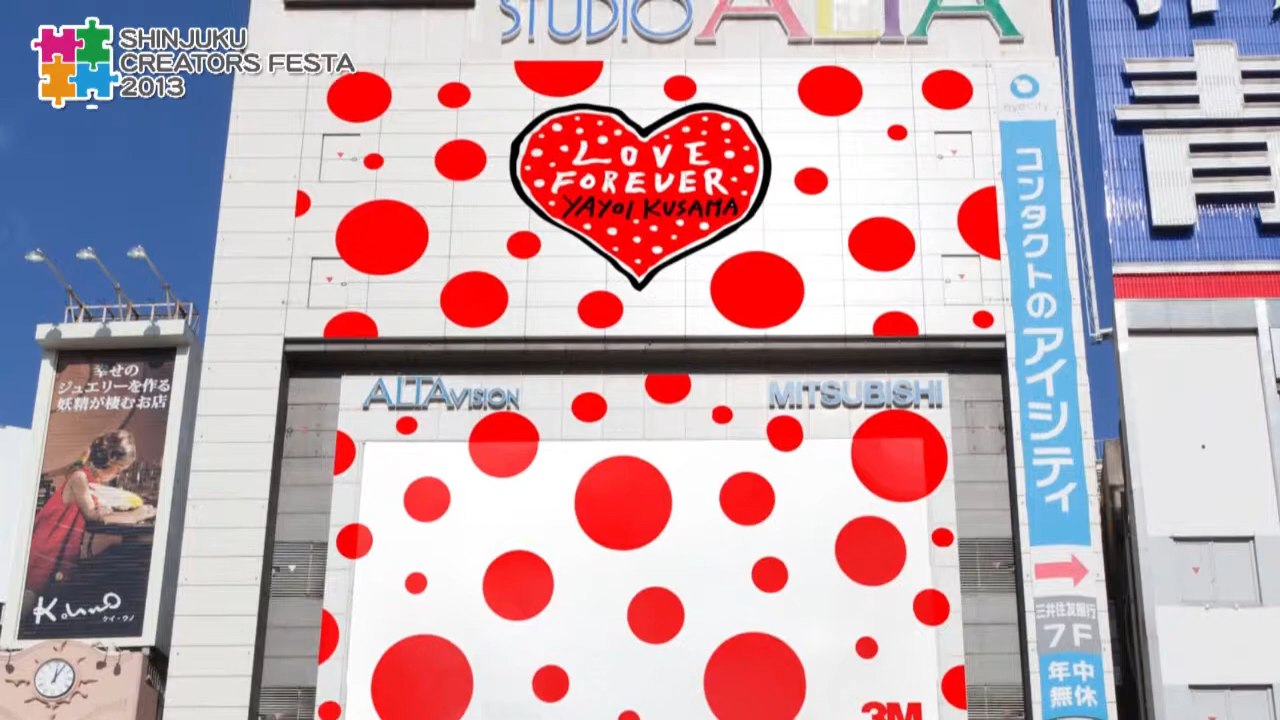 SHINJUKU
CREATORS FESTA
2013
STUDIO ALTA
LOVE
FOREVER
YAYOI KUSAMA
eyecity
コンタクトのアイシティ
三井住友銀行
7F
年中
無休
幸せの
ジュエリーを作る
妖精が棲むお店
K.Uno
ケイ・ウノ
ALTA VISION
MITSUBISHI
3M